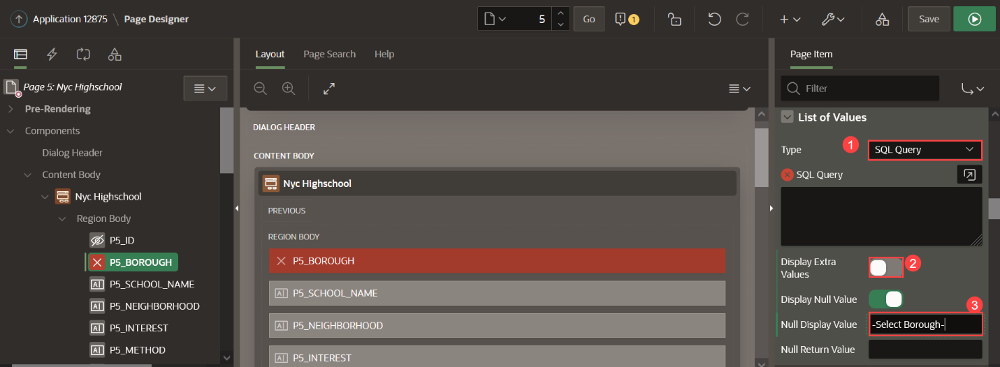 Application 12875 \ Page Designer
5
Go
1
Save
Layout
Page Search
Help
Page Item
Page 5: Nyc Highschool
Filter
Pre-Rendering
Components
Dialog Header
Content Body
Nyc Highschool
Region Body
P5_ID
P5_BOROUGH
P5_SCHOOL_NAME
P5_NEIGHBORHOOD
P5_INTEREST
P5_METHOD
DIALOG HEADER
CONTENT BODY
Nyc Highschool
PREVIOUS
REGION BODY
P5_BOROUGH
P5_SCHOOL_NAME
P5_NEIGHBORHOOD
P5_INTEREST
List of Values
Type
1
SQL Query
SQL Query
Display Extra
Values
2
Display Null Value
3
Null Display Value
-Select Borough-
Null Return Value